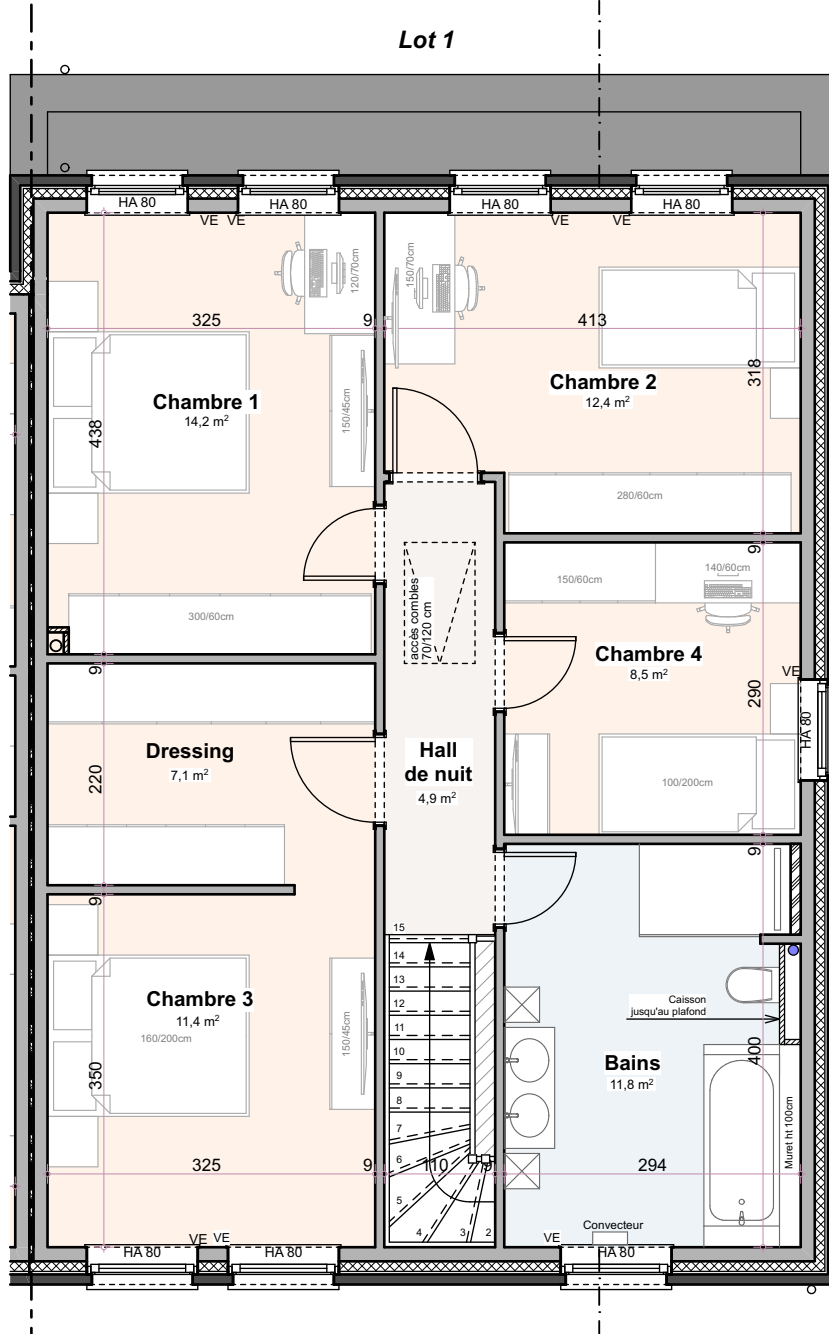 Lot 1
HA 80
HA 80
HA 80
HA 80
VE
VE
VE
VE
120/70cm
150/70cm
325
9
413
318
Chambre 1
14,2 m²
Chambre 2
12,4 m²
438
150/45cm
280/60cm
300/60cm
accès combles
70/120 cm
9
150/60cm
140/60cm
Chambre 4
8,5 m²
VE
HA 80
290
100/200cm
9
Dressing
7,1 m²
220
Hall
de nuit
4,9 m²
9
9
15
14
13
12
11
10
9
8
7
6
5
4
3
2
Chambre 3
11,4 m²
160/200cm
150/45cm
350
Caisson
jusqu'au plafond
Bains
11,8 m²
400
Muret ht 100cm
325
9
110
9
294
Convecteur
VE
VE
VE
HA 80
HA 80
HA 80